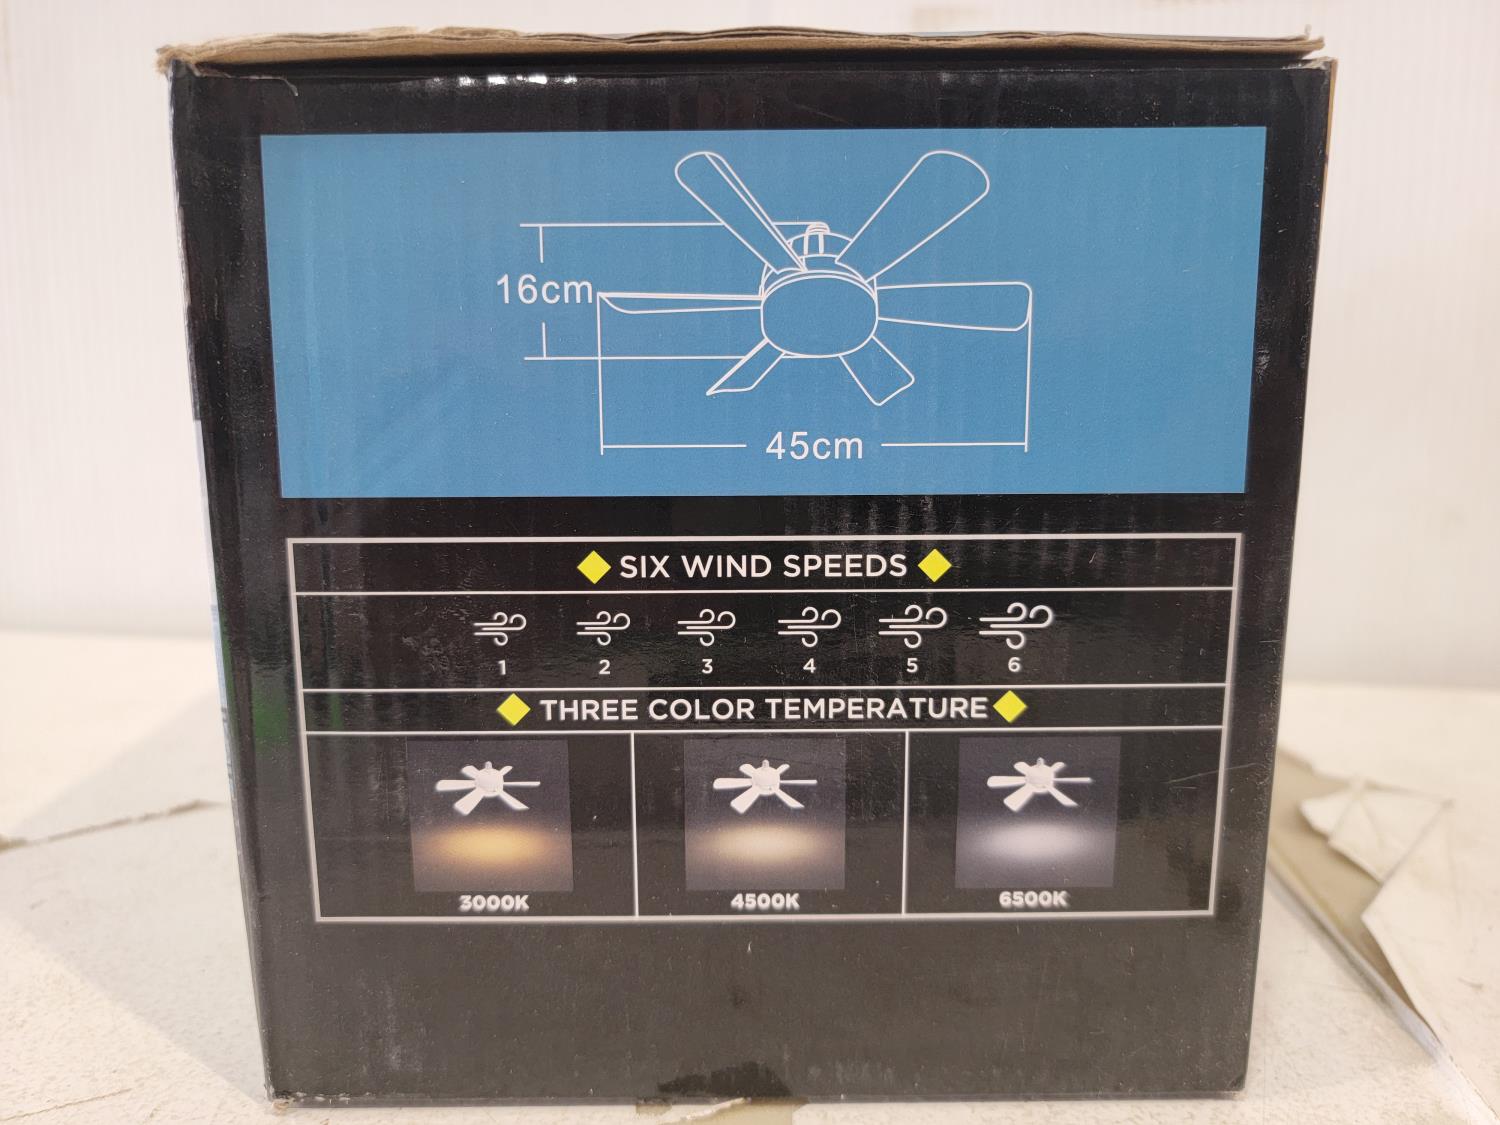 16cm
45cm
SIX WIND SPEEDS
1 2 3 4 5 6
THREE COLOR TEMPERATURE
3000K 4500K 6500K